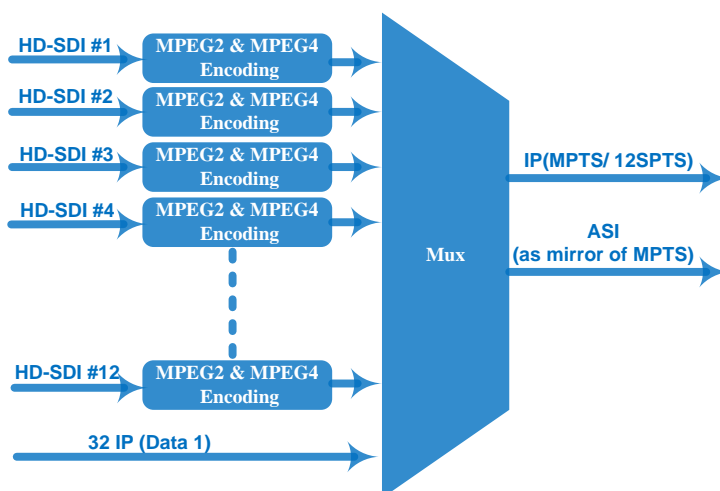 HD-SDI #1
MPEG2 & MPEG4
Encoding
HD-SDI #2
MPEG2 & MPEG4
Encoding
HD-SDI #3
MPEG2 & MPEG4
Encoding
HD-SDI #4
MPEG2 & MPEG4
Encoding
HD-SDI #12
MPEG2 & MPEG4
Encoding
32 IP (Data 1)
Mux
IP(MPTS/ 12SPTS)
ASI
(as mirror of MPTS)